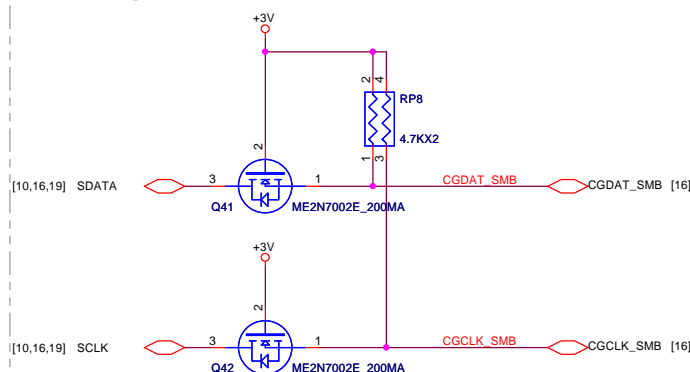 +3V
2 4
RP8
4.7KX2
2
1 3
[10,16,19] SDATA 3 1 CGDAT_SMB CGDAT_SMB [16]
Q41 ME2N7002E_200MA
+3V
2
[10,16,19] SCLK 3 1 CGCLK_SMB CGCLK_SMB [16]
Q42 ME2N7002E_200MA